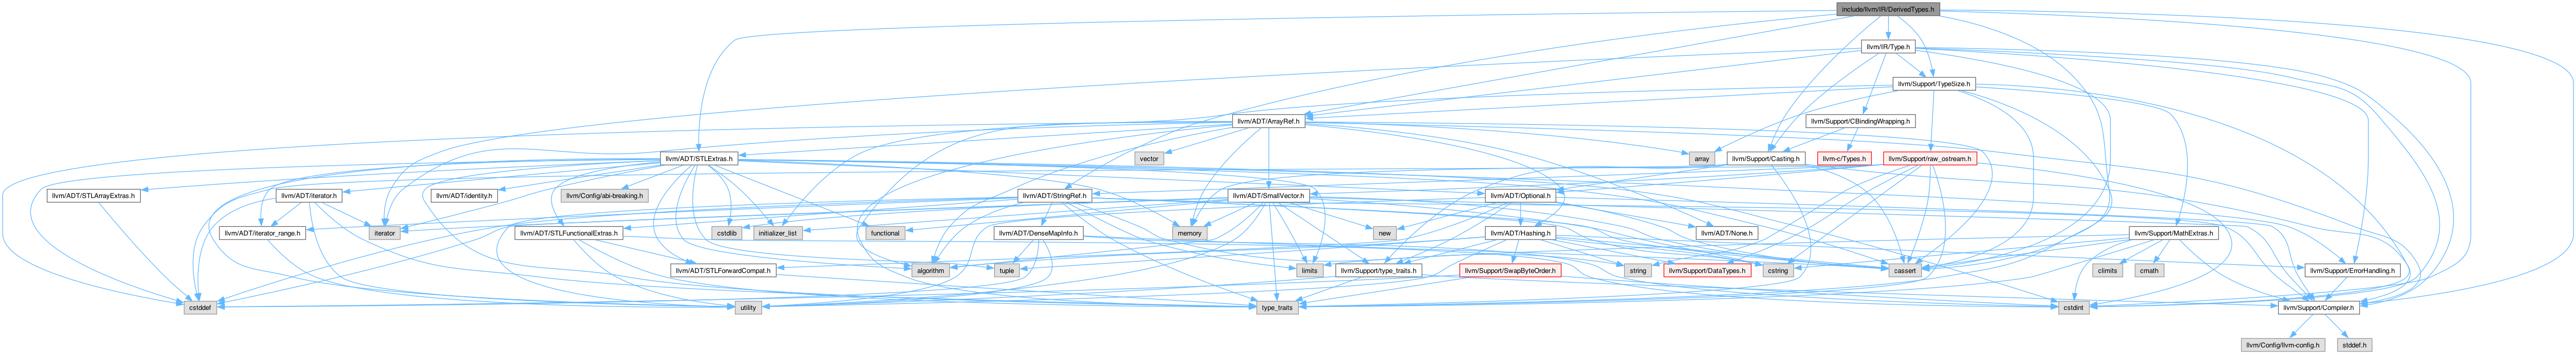 include/llvm/IR/DerivedTypes.h
llvm/IR/Type.h
llvm/Support/TypeSize.h
llvm/ADT/ArrayRef.h
llvm/Support/CBindingWrapping.h
llvm/ADT/STLExtras.h
vector
array
llvm/Support/Casting.h
llvm-c/Types.h
llvm/Support/raw_ostream.h
llvm/ADT/STLArrayExtras.h
llvm/ADT/iterator.h
llvm/ADT/identity.h
llvm/Config/abi-breaking.h
llvm/ADT/StringRef.h
llvm/ADT/SmallVector.h
llvm/ADT/Optional.h
llvm/ADT/iterator_range.h
iterator
llvm/ADT/STLFunctionalExtras.h
cstdlib
initializer_list
functional
llvm/ADT/DenseMapInfo.h
memory
new
llvm/ADT/Hashing.h
llvm/ADT/None.h
llvm/Support/MathExtras.h
llvm/ADT/STLForwardCompat.h
algorithm
tuple
limits
llvm/Support/type_traits.h
llvm/Support/SwapByteOrder.h
string
llvm/Support/DataTypes.h
cstring
cassert
climits
cmath
llvm/Support/ErrorHandling.h
cstddef
utility
type_traits
cstdint
llvm/Support/Compiler.h
llvm/Config/llvm-config.h
stddef.h